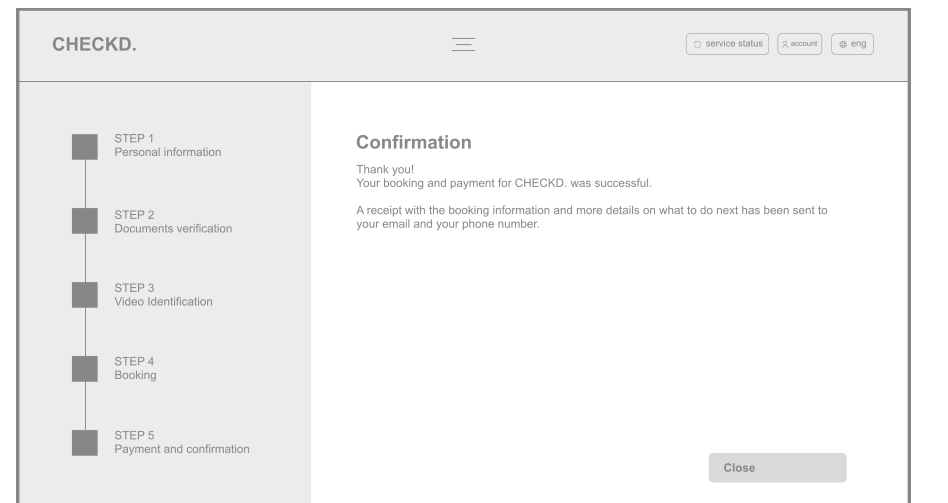 CHECKD.
service status
account
eng
STEP 1
Personal information
STEP 2
Documents verification
STEP 3
Video Identification
STEP 4
Booking
STEP 5
Payment and confirmation
Confirmation
Thank you!
Your booking and payment for CHECKD. was successful.
A receipt with the booking information and more details on what to do next has been sent to
your email and your phone number.
Close